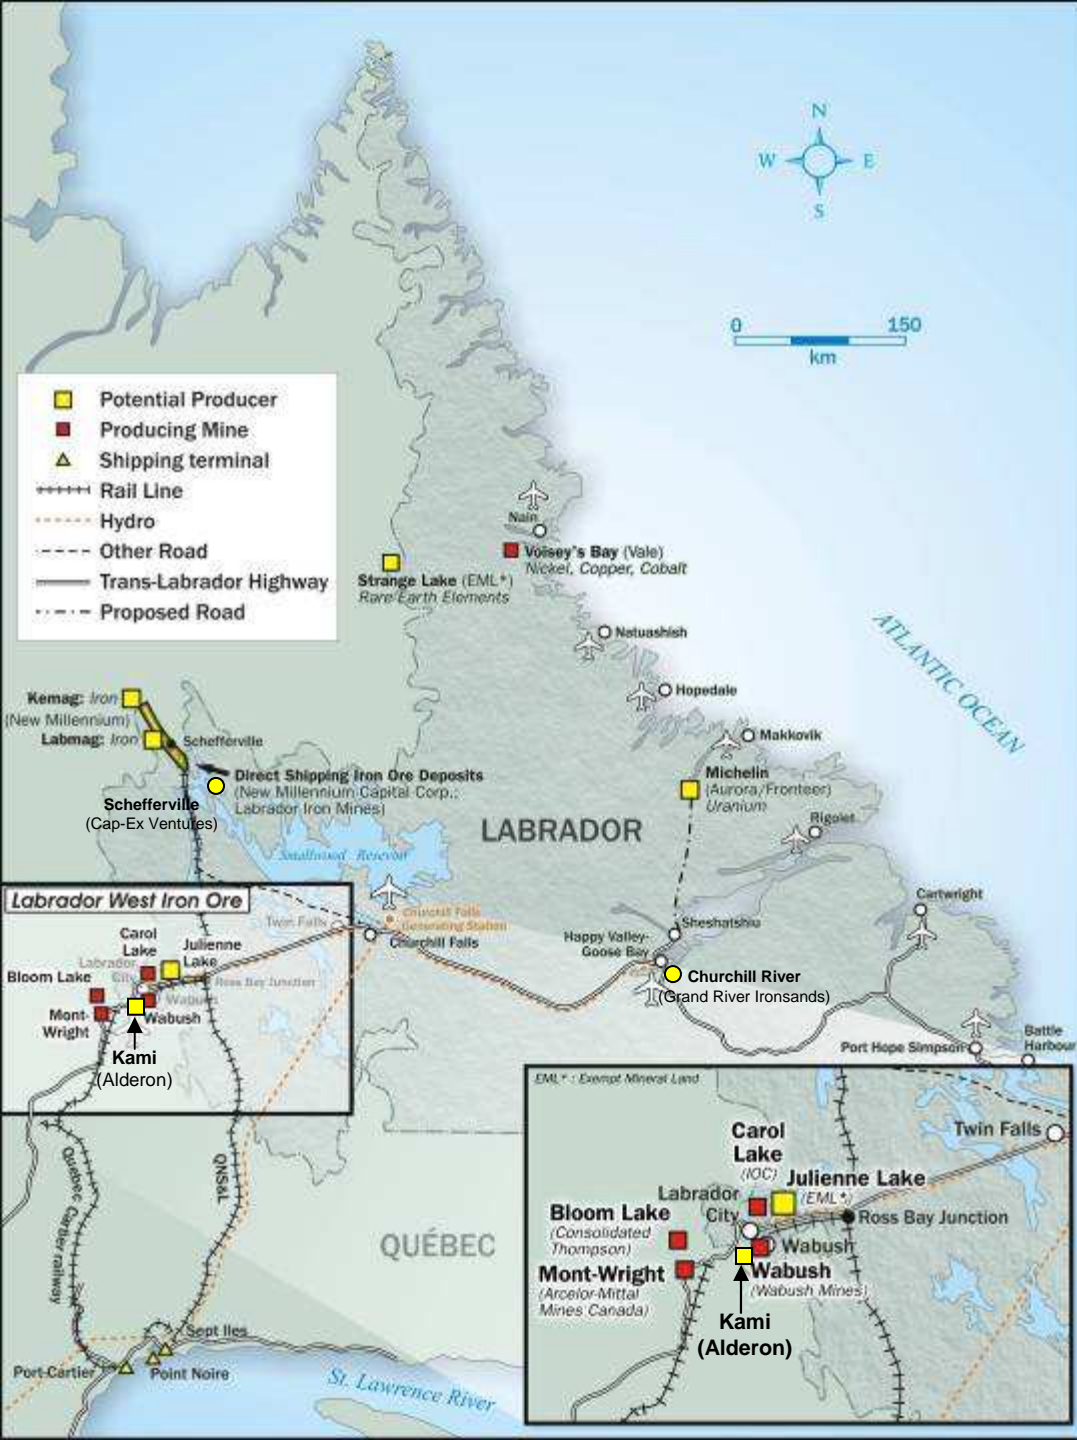 N
W E
S
0 150
km
Potential Producer
Producing Mine
Shipping terminal
Rail Line
Hydro
Other Road
Trans-Labrador Highway
Proposed Road
Nain
Voisey's Bay (Vale)
Nickel, Copper, Cobalt
Strange Lake (EML*)
Rare Earth Elements
Natuashish
ATLANTIC OCEAN
Hopedale
Makkovik
Kemag: Iron
(New Millennium)
Labmag: Iron
Schefferville
Direct Shipping Iron Ore Deposits
(New Millennium Capital Corp.;
Labrador Iron Mines)
Schefferville
(Cap-Ex Ventures)
Michelin
(Aurora/Fronteer)
Uranium
Rigolet
LABRADOR
Smallwood Resevoir
Labrador West Iron Ore
Cartwright
Twin Falls
Churchill Falls
Generating Station
Churchill Falls
Sheshatshiu
Happy Valley-
Goose Bay
Churchill River
(Grand River Ironsands)
Carol
Lake
Julienne
Lake
Labrador
City
Bloom Lake
Ross Bay Junction
Wabush
Mont-
Wright
Wabush
Kami
(Alderon)
Port Hope Simpson
Battle
Harbour
EML* : Exempt Mineral Land
Twin Falls
Carol
Lake
(IOC)
Julienne Lake
(EML*)
Labrador
City
Ross Bay Junction
Bloom Lake
(Consolidated
Thompson)
Wabush
Mont-Wright
(Arcelor-Mittal
Mines Canada)
Wabush
(Wabush Mines)
Kami
(Alderon)
Quebec Cartier railway
QNS&L
QUÉBEC
Sept Iles
Port-Cartier
Point Noire
St. Lawrence River